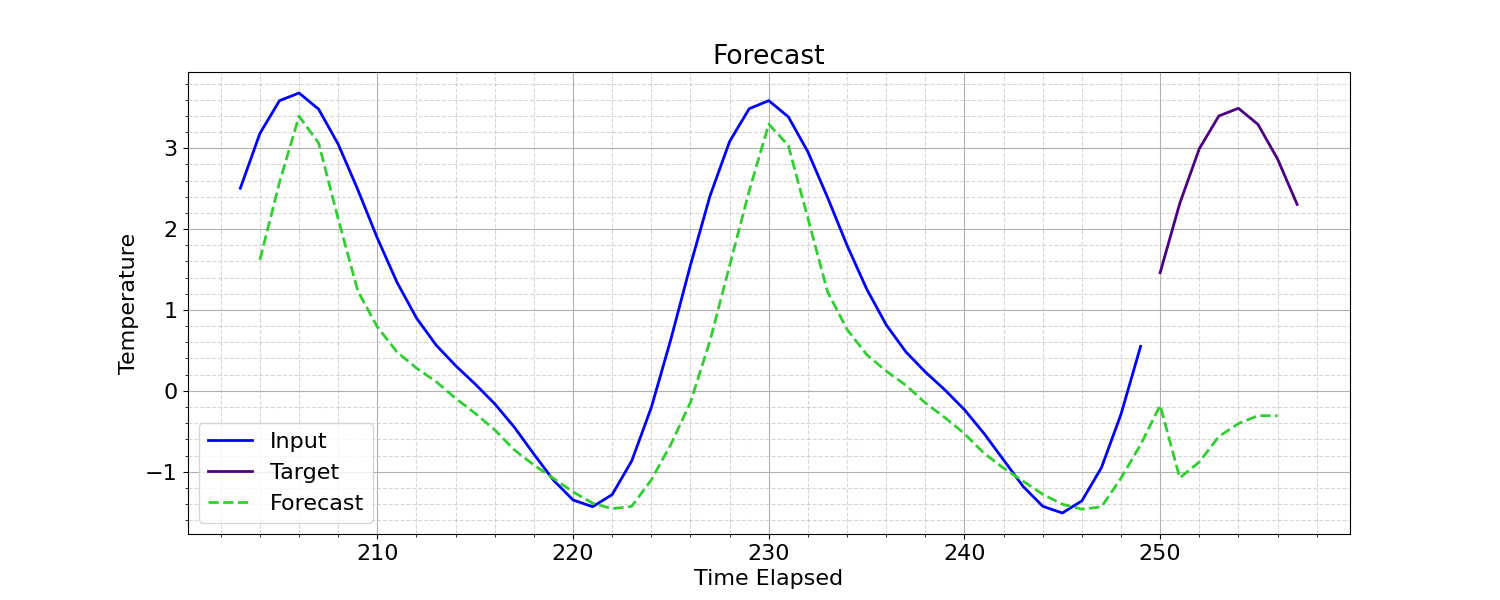 Forecast
Temperature
3
2
1
0
−1
Input
Target
Forecast
210
220
230
240
250
Time Elapsed